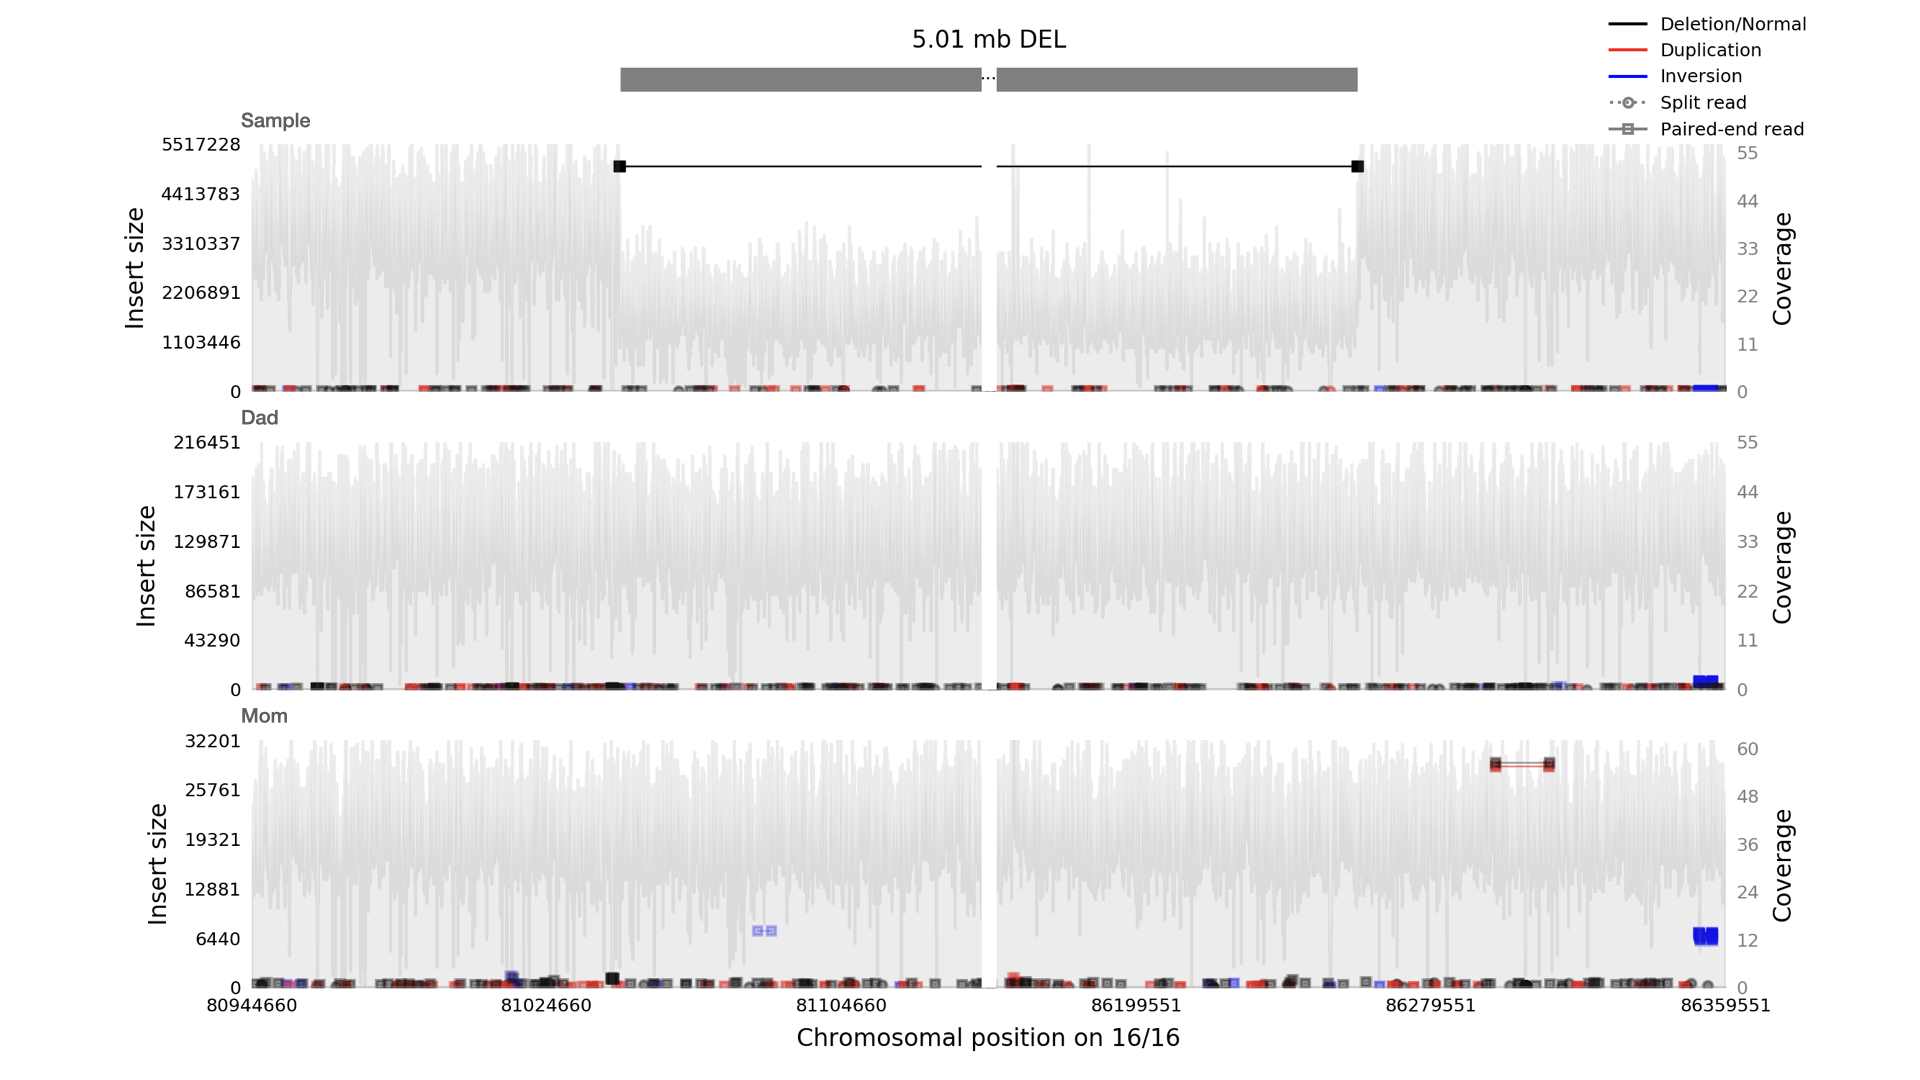 5.01 mb DEL
...
Deletion/Normal
Duplication
Inversion
Split read
Paired-end read
Sample
Insert size
5517228
4413783
3310337
2206891
1103446
0
55
44
33
22
11
0
Coverage
Dad
Insert size
216451
173161
129871
86581
43290
0
55
44
33
22
11
0
Coverage
Mom
Insert size
32201
25761
19321
12881
6440
0
60
48
36
24
12
0
Coverage
80944660 81024660 81104660 86199551 86279551 86359551
Chromosomal position on 16/16